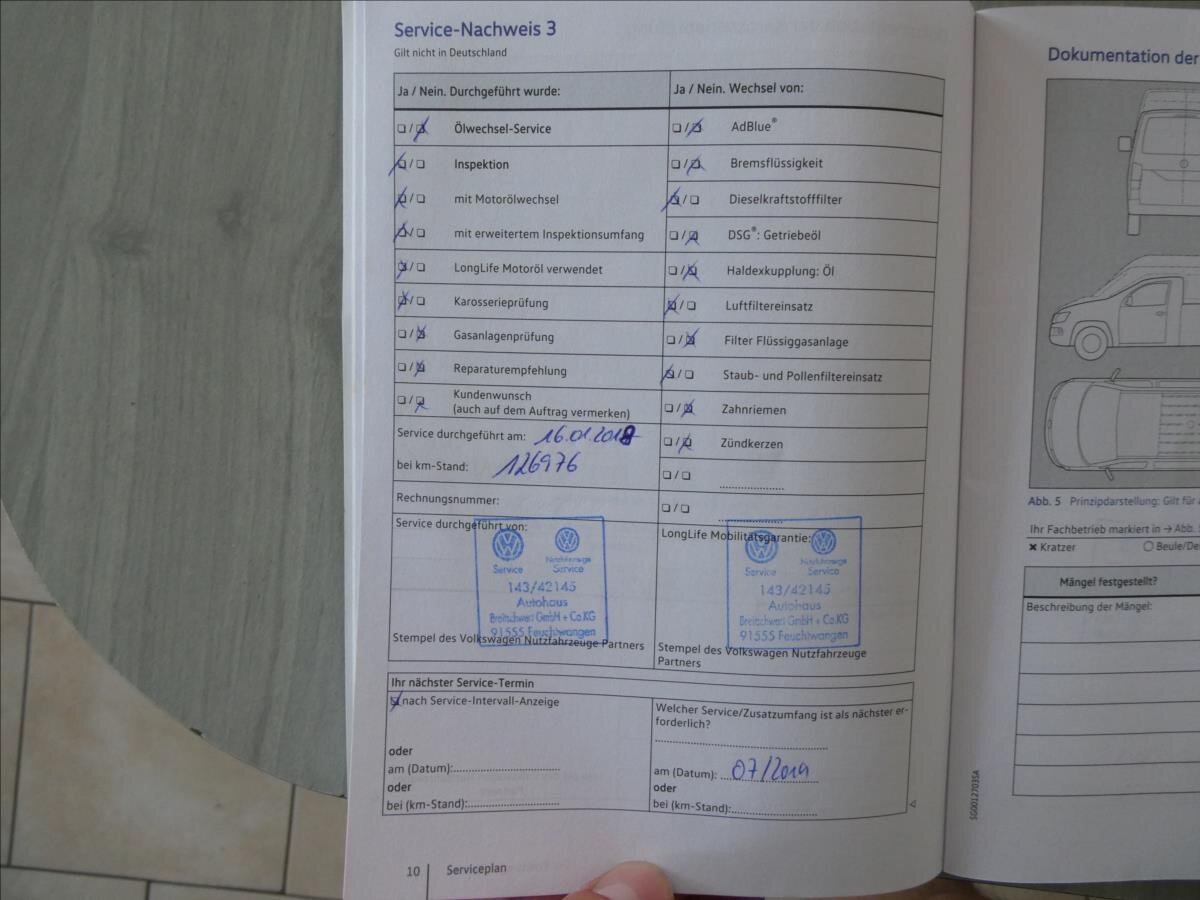 Service-Nachweis 3
Gilt nicht in Deutschland
Ja / Nein. Durchgeführt wurde:
Ölwechsel-Service
Inspektion
mit Motorölwechsel
mit erweitertem Inspektionsumfang
LongLife Motoröl verwendet
Karosserieprüfung
Gasanlagenprüfung
Reparaturempfehlung
Kundenwunsch
(auch auf dem Auftrag vermerken)
Service durchgeführt am: 16.01.2018
bei km-Stand: 126976
Rechnungsnummer:
Ja / Nein. Wechsel von:
AdBlue®
Bremsflüssigkeit
Dieselkraftstofffilter
DSG®: Getriebeöl
Haldexkupplung: Öl
Luftfiltereinsatz
Filter Flüssiggasanlage
Staub- und Pollenfiltereinsatz
Zahnriemen
Zündkerzen
Service durchgeführt von:
Service
Nutzfahrzeuge
Service
143/42145
Autohaus
Breitschwert GmbH + Co.KG
91555 Feuchtwangen
Stempel des Volkswagen Nutzfahrzeuge Partners
LongLife Mobilitätsgarantie:
Service
Nutzfahrzeuge
Service
143/42145
Autohaus
Breitschwert GmbH + Co.KG
91555 Feuchtwangen
Stempel des Volkswagen Nutzfahrzeuge
Partners
Ihr nächster Service-Termin
nach Service-Intervall-Anzeige
oder
am (Datum):
oder
bei (km-Stand):
Welcher Service/Zusatzumfang ist als nächster er-
forderlich?
am (Datum): 07/2019
oder
bei (km-Stand):
10 Serviceplan
Dokumentation der
Abb. 5 Prinzipdarstellung: Gilt für
Ihr Fachbetrieb markiert in → Abb.
Kratzer
Beule/De
Mängel festgestellt?
Beschreibung der Mängel:
SG00127035A